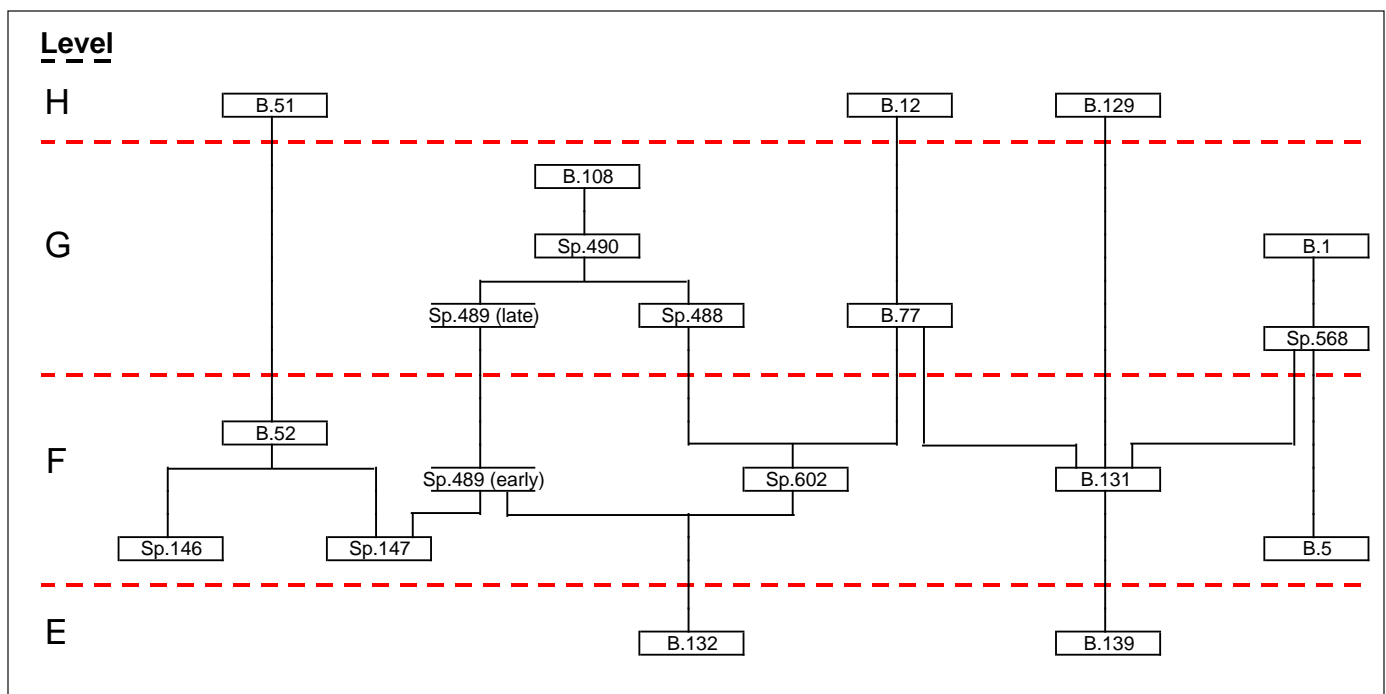 Level
H
B.51
B.12
B.129
B.108
G
Sp.490
B.1
Sp.489 (late)
Sp.488
B.77
Sp.568
B.52
F
Sp.489 (early)
Sp.602
B.131
Sp.146
Sp.147
B.5
E
B.132
B.139